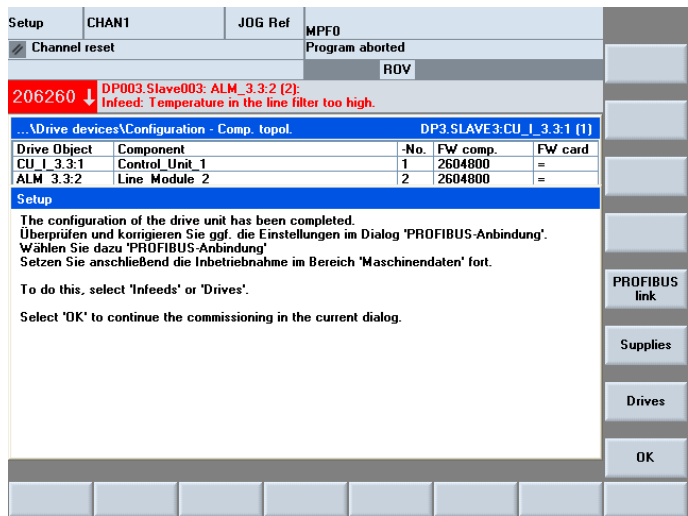 Setup CHAN1 JOG Ref MPF0
Channel reset Program aborted
ROV
206260 DP003.Slave003: ALM_3.3:2 (2):
Infeed: Temperature in the line filter too high.
...\Drive devices\Configuration - Comp. topol. DP3.SLAVE3:CU_I_3.3:1 (1)
Drive Object Component -No. FW comp. FW card
CU_I_3.3:1 Control_Unit_1 1 2604800 =
ALM_3.3:2 Line_Module_2 2 2604800 =
Setup
The configuration of the drive unit has been completed.
Überprüfen und korrigieren Sie ggf. die Einstellungen im Dialog 'PROFIBUS-Anbindung'.
Wählen Sie dazu 'PROFIBUS-Anbindung'
Setzen Sie anschließend die Inbetriebnahme im Bereich 'Maschinendaten' fort.
To do this, select 'Infeeds' or 'Drives'.
Select 'OK' to continue the commissioning in the current dialog.
PROFIBUS
link
Supplies
Drives
OK